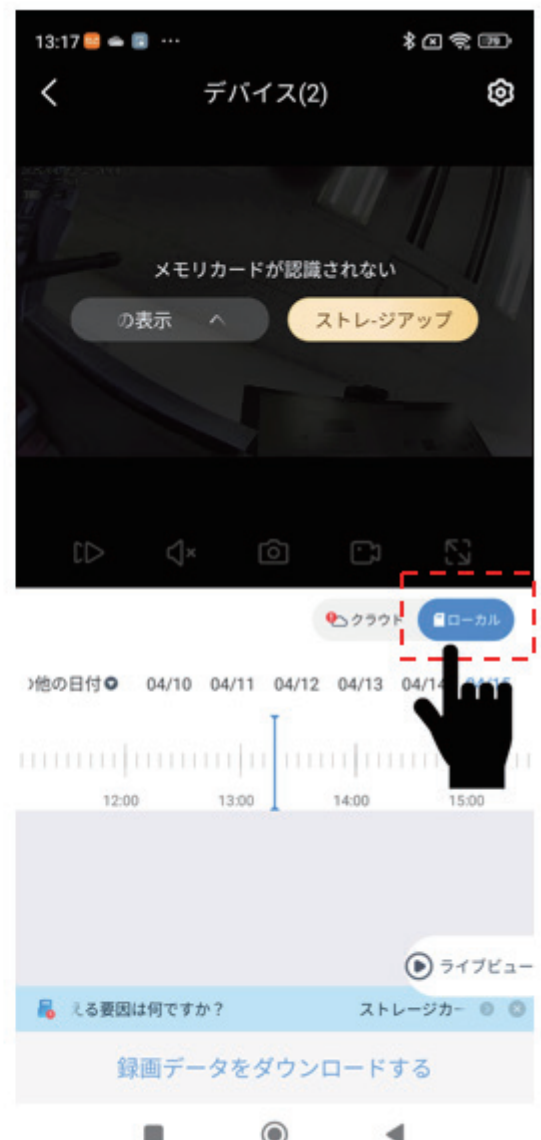 13:17 ...
79
デバイス(2)
メモリカードが認識されない
の表示
ストレ-ジアップ
クラウド
ローカル
の他の日付 04/10 04/11 04/12 04/13 04/14 04/15
12:00 13:00 14:00 15:00
ライブビュー
える要因は何ですか? ストレージカー
録画データをダウンロードする